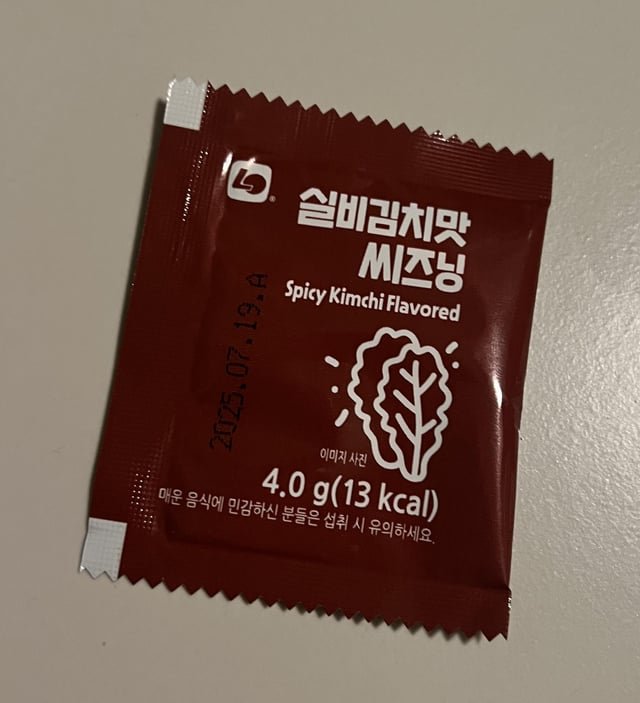 실비김치맛
씨즈닝
Spicy Kimchi Flavored
2025.07.19.A
이미지 사진
4.0 g(13 kcal)
매운 음식에 민감하신 분들은 섭취 시 유의하세요.